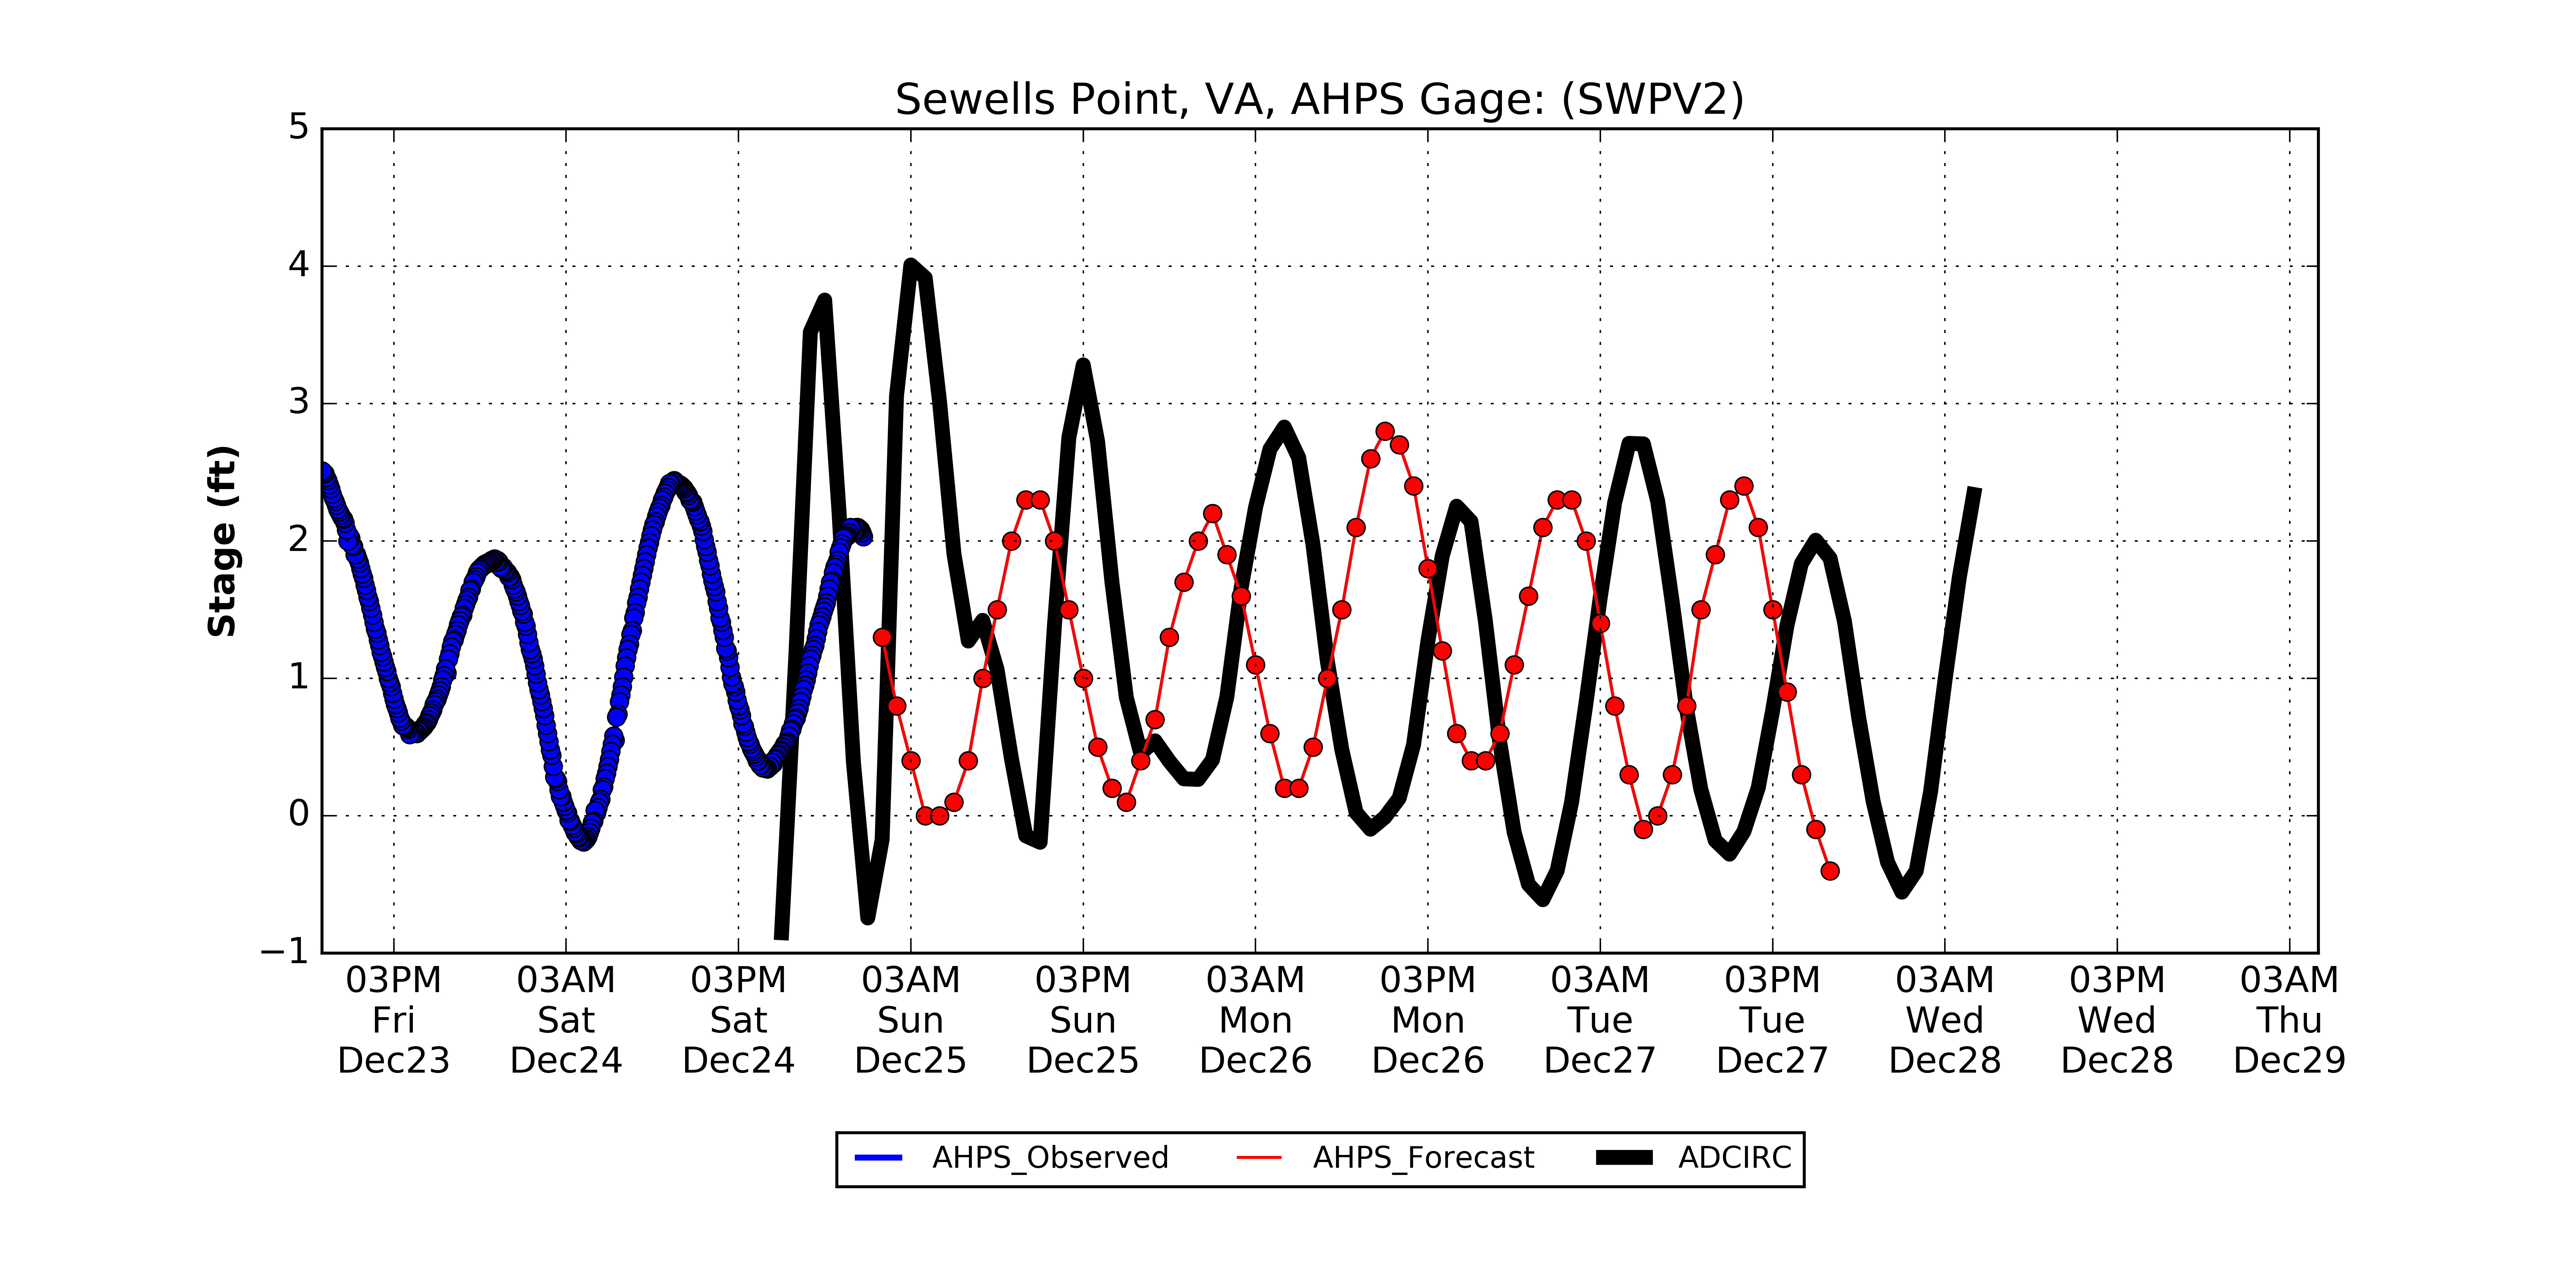 Sewells Point, VA, AHPS Gage: (SWPV2)
Stage (ft)
5
4
3
2
1
0
−1
03PM 03AM 03PM 03AM 03PM 03AM 03PM 03AM 03PM 03AM 03PM 03AM
Fri Sat Sat Sun Sun Mon Mon Tue Tue Wed Wed Thu
Dec23 Dec24 Dec24 Dec25 Dec25 Dec26 Dec26 Dec27 Dec27 Dec28 Dec28 Dec29
AHPS_Observed AHPS_Forecast ADCIRC